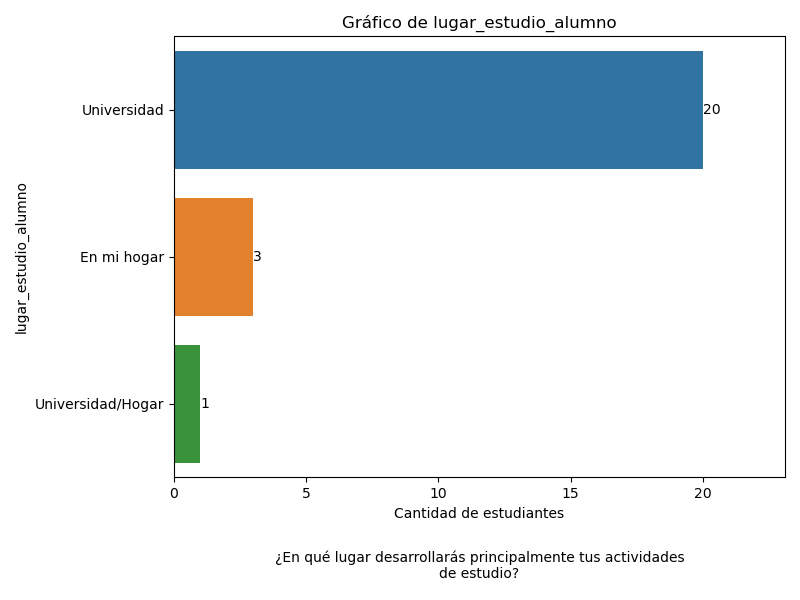 Gráfico de lugar_estudio_alumno
lugar_estudio_alumno
Universidad
20
En mi hogar
3
Universidad/Hogar
1
0
5
10
15
20
Cantidad de estudiantes
¿En qué lugar desarrollarás principalmente tus actividades
de estudio?